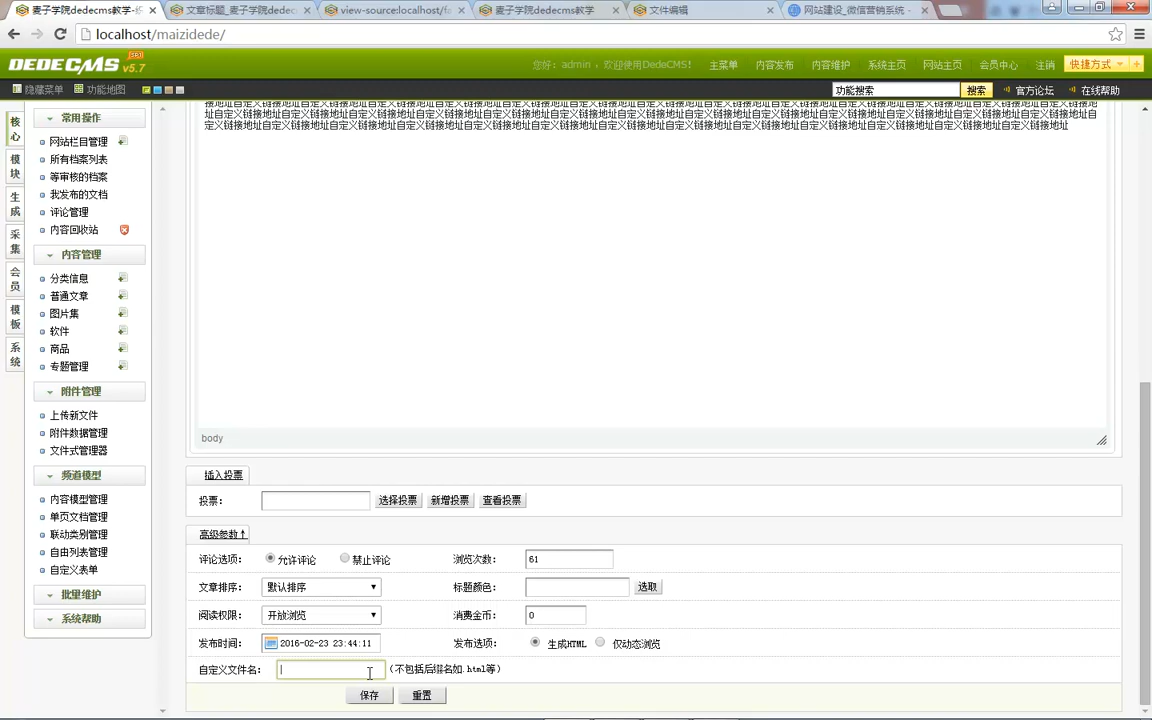 麦子学院dedecms教学-织
文章标题_麦子学院dedec
view-source:localhost/fa
麦子学院dedecms教学
文件编辑
网站建设_微信营销系统 -
localhost/maizidede/
DEDECMS v5.7
您好：admin ，欢迎使用DedeCMS！ 主菜单 内容发布 内容维护 系统主页 网站主页 会员中心 注销 快捷方式
隐藏菜单 功能地图 功能搜索 搜索 官方论坛 在线帮助
核心
模块
生成
采集
会员
模板
系统
常用操作
网站栏目管理
所有档案列表
等审核的档案
我发布的文档
评论管理
内容回收站
内容管理
分类信息
普通文章
图片集
软件
商品
专题管理
附件管理
上传新文件
附件数据管理
文件式管理器
频道模型
内容模型管理
单页文档管理
联动类别管理
自由列表管理
自定义表单
批量维护
系统帮助
址自定义链接地址自定义链接地址自定义链接地址自定义链接地址自定义链接地址自定义链接地址自定义链接地址自定义链接地址自定义链接地址自定义链接地址自定义链接地址自
定义链接地址自定义链接地址自定义链接地址自定义链接地址自定义链接地址自定义链接地址自定义链接地址自定义链接地址自定义链接地址自定义链接地址自定义链接地址
body
插入投票
投票： 选择投票 新增投票 查看投票
高级参数↑
评论选项： 允许评论 禁止评论 浏览次数： 61
文章排序： 默认排序 标题颜色： 选取
阅读权限： 开放浏览 消费金币： 0
发布时间： 2016-02-23 23:44:11 发布选项： 生成HTML 仅动态浏览
自定义文件名： （不包括后缀名如.html等）
保存 重置